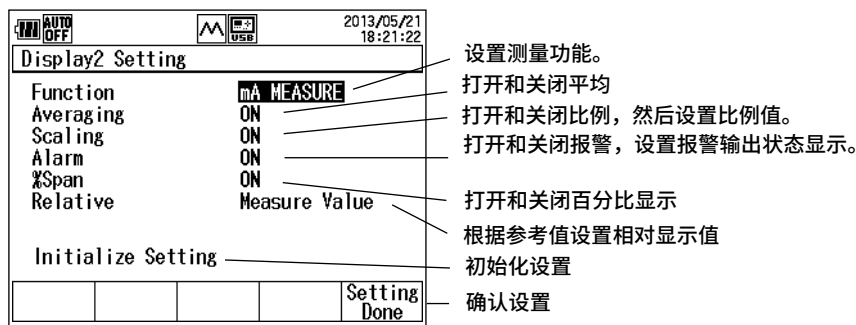 AUTO OFF USB 2013/05/21
18:21:22
Display2 Setting
Function mA MEASURE
Averaging ON
Scaling ON
Alarm ON
%Span ON
Relative Measure Value
Initialize Setting
Setting Done
设置测量功能。
打开和关闭平均
打开和关闭比例，然后设置比例值。
打开和关闭报警，设置报警输出状态显示。
打开和关闭百分比显示
根据参考值设置相对显示值
初始化设置
确认设置